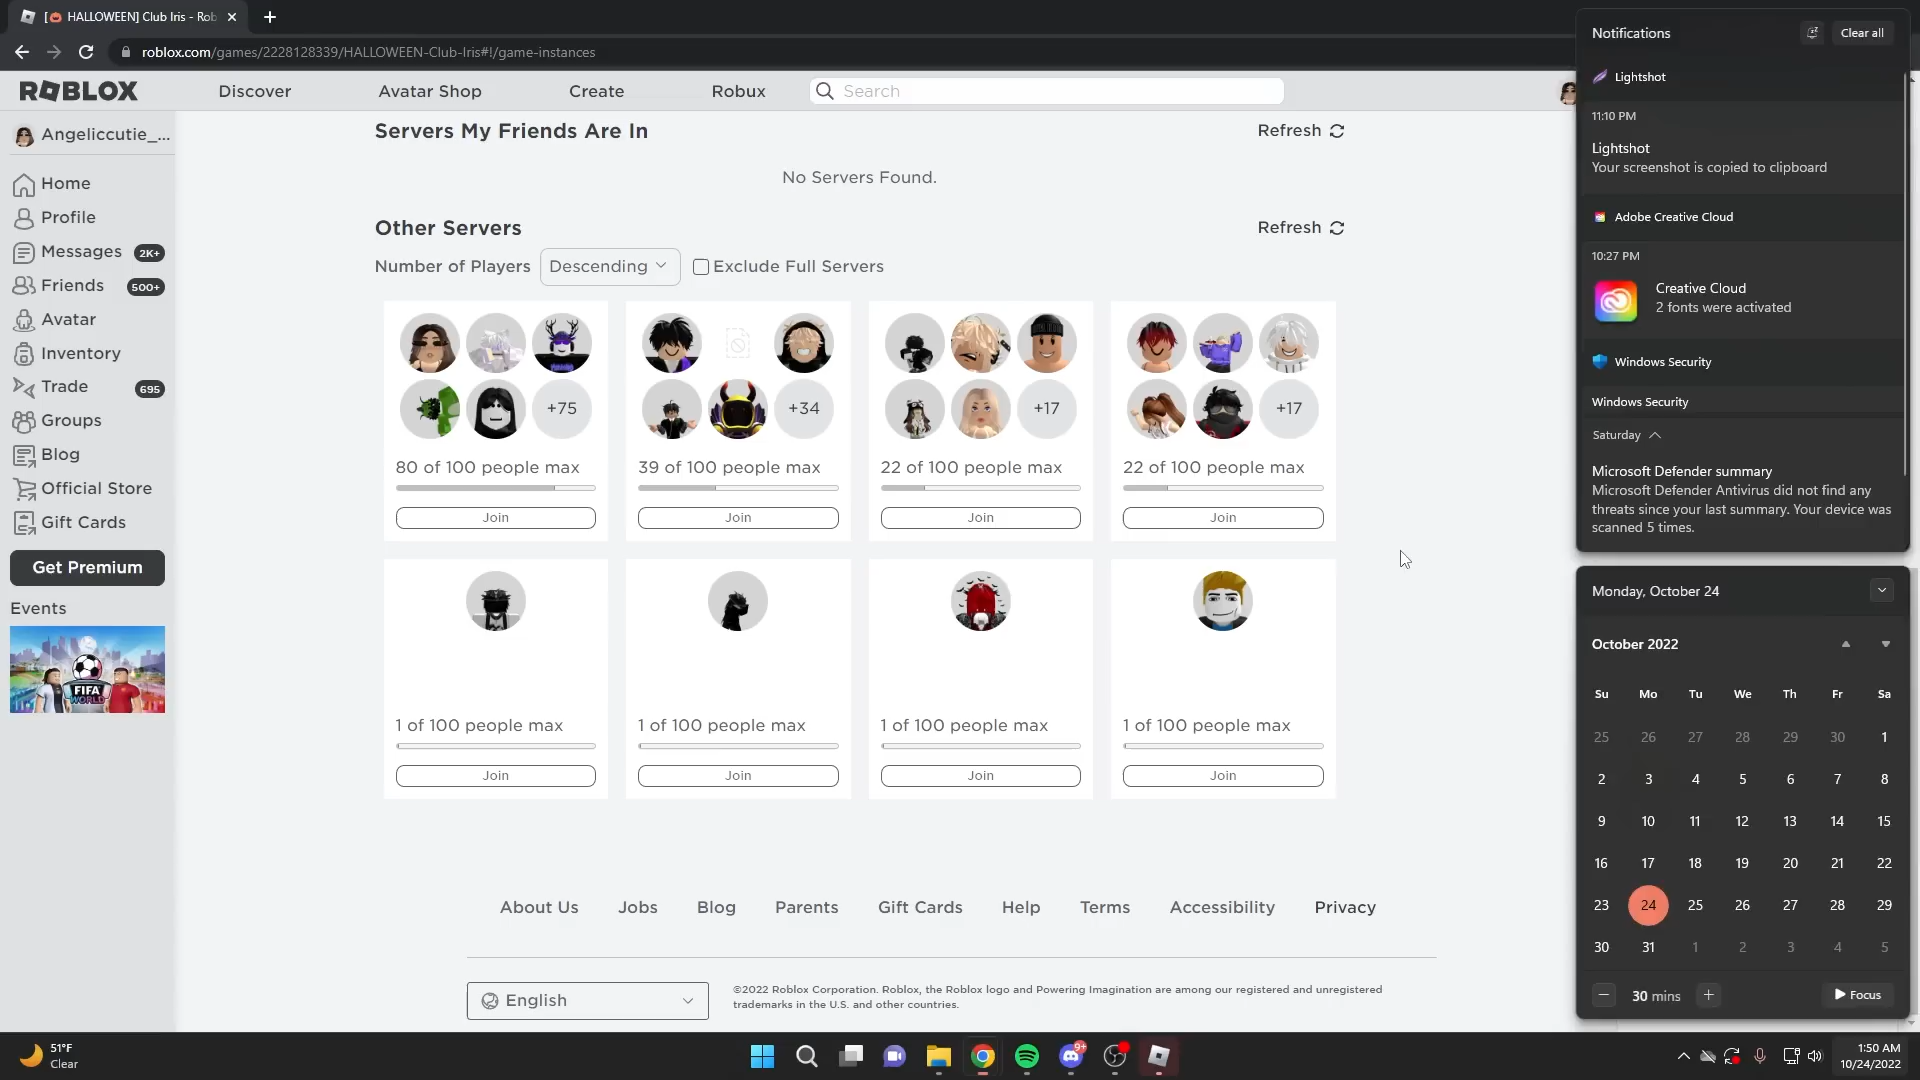 [🎃 HALLOWEEN] Club Iris - Rob
roblox.com/games/2228128339/HALLOWEEN-Club-Iris#!/game-instances
ROBLOX
Discover
Avatar Shop
Create
Robux
Search
Angeliccutie_...
Home
Profile
Messages 2K+
Friends 500+
Avatar
Inventory
Trade 695
Groups
Blog
Official Store
Gift Cards
Get Premium
Events
FIFA
WORLD
Servers My Friends Are In
Refresh
No Servers Found.
Other Servers
Refresh
Number of Players Descending Exclude Full Servers
+75
80 of 100 people max
Join
+34
39 of 100 people max
Join
+17
22 of 100 people max
Join
+17
22 of 100 people max
Join
1 of 100 people max
Join
1 of 100 people max
Join
1 of 100 people max
Join
1 of 100 people max
Join
About Us Jobs Blog Parents Gift Cards Help Terms Accessibility Privacy
English
©2022 Roblox Corporation. Roblox, the Roblox logo and Powering Imagination are among our registered and unregistered
trademarks in the U.S. and other countries.
Notifications
Clear all
Lightshot
11:10 PM
Lightshot
Your screenshot is copied to clipboard
Adobe Creative Cloud
10:27 PM
Creative Cloud
2 fonts were activated
Windows Security
Windows Security
Saturday
Microsoft Defender summary
Microsoft Defender Antivirus did not find any
threats since your last summary. Your device was
scanned 5 times.
Monday, October 24
October 2022
Su Mo Tu We Th Fr Sa
25 26 27 28 29 30 1
2 3 4 5 6 7 8
9 10 11 12 13 14 15
16 17 18 19 20 21 22
23 24 25 26 27 28 29
30 31 1 2 3 4 5
30 mins
Focus
51°F
Clear
9+
1:50 AM
10/24/2022